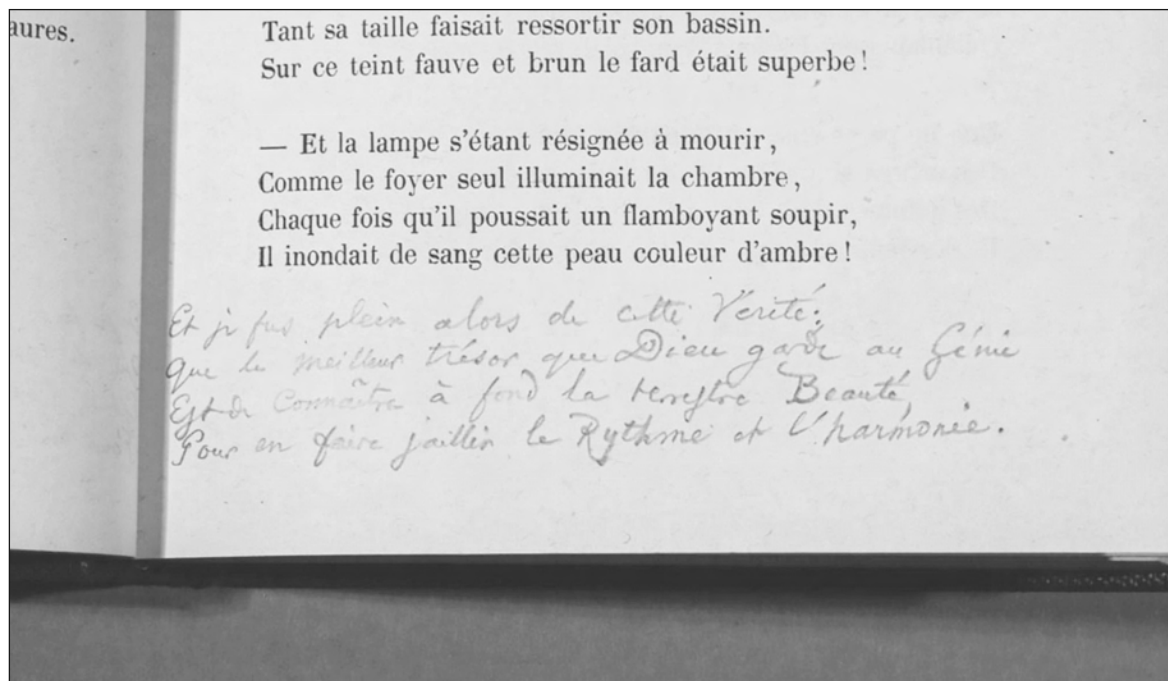 aures.
Tant sa taille faisait ressortir son bassin.
Sur ce teint fauve et brun le fard était superbe !
— Et la lampe s'étant résignée à mourir,
Comme le foyer seul illuminait la chambre,
Chaque fois qu'il poussait un flamboyant soupir,
Il inondait de sang cette peau couleur d'ambre !
Et je fus plein alors de cette Vérité:
Que le meilleur trésor que Dieu garde au Génie
Est de Connaître à fond la terrestre Beauté
Pour en faire jaillir le Rythme et l'harmonie.